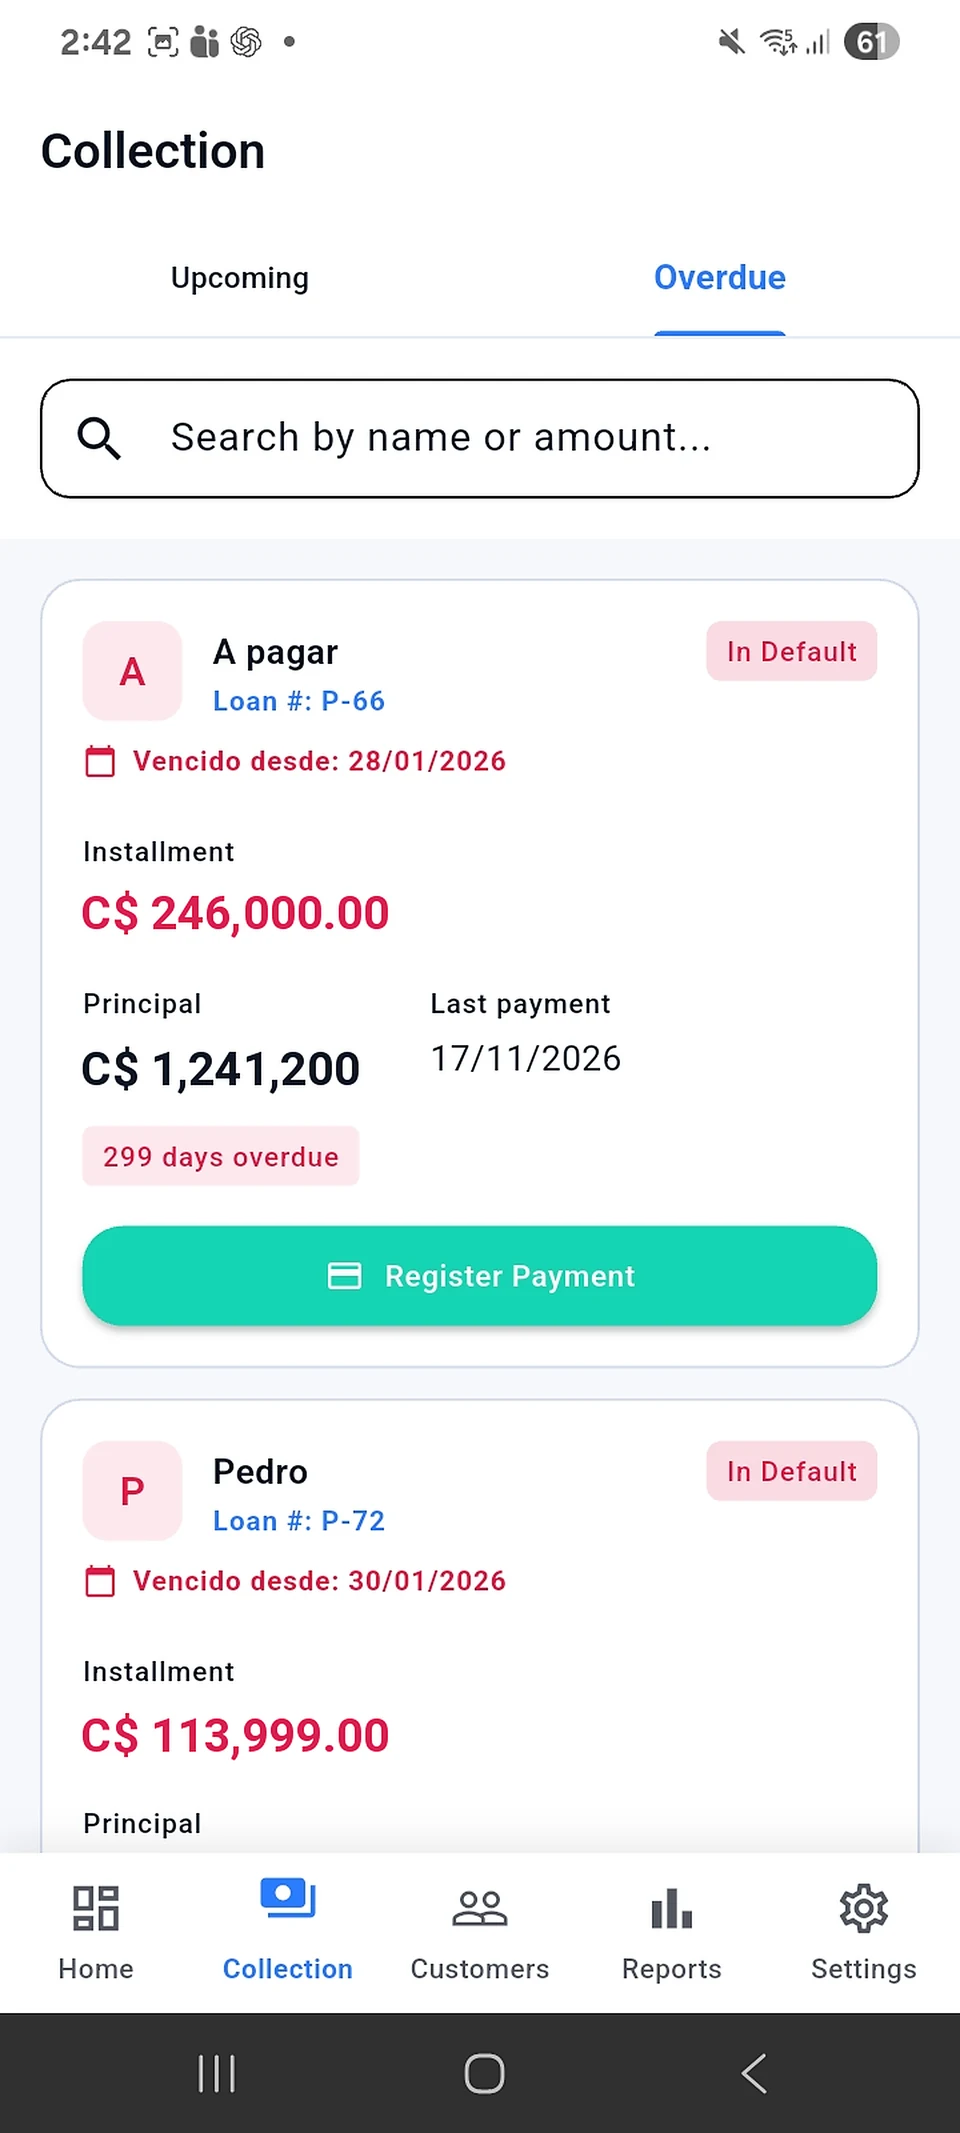 2:42
5
61
Collection
Upcoming
Overdue
Search by name or amount...
A
A pagar
In Default
Loan #: P-66
Vencido desde: 28/01/2026
Installment
C$ 246,000.00
Principal
Last payment
C$ 1,241,200
17/11/2026
299 days overdue
Register Payment
P
Pedro
In Default
Loan #: P-72
Vencido desde: 30/01/2026
Installment
C$ 113,999.00
Principal
Home
Collection
Customers
Reports
Settings